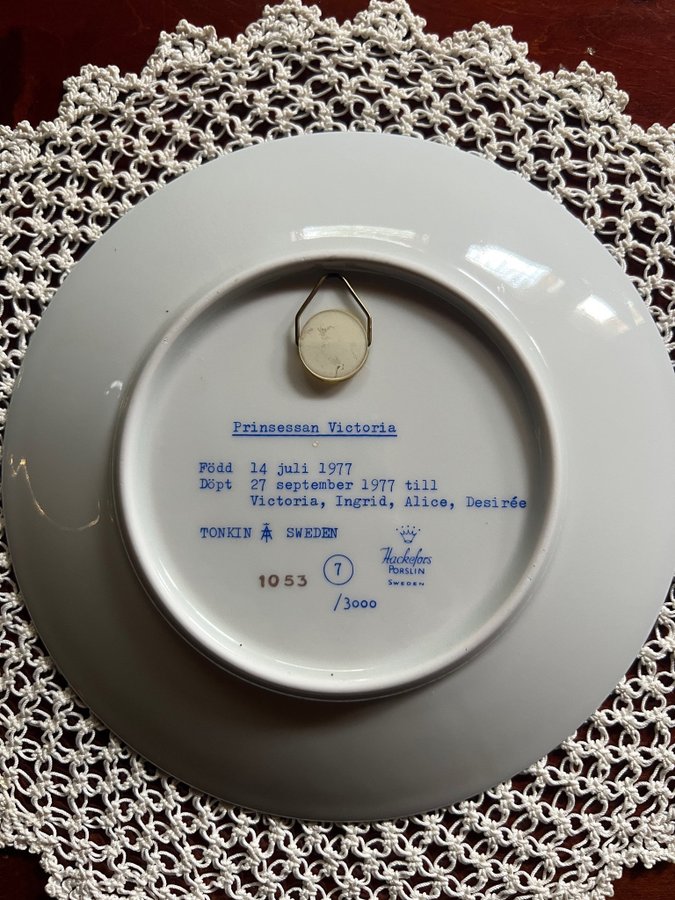 Prinsessan Victoria
Född 14 juli 1977
Döpt 27 september 1977 till
Victoria, Ingrid, Alice, Desirée
TONKIN SWEDEN
Hackefors
PORSLIN
SWEDEN
1053 7
/3000